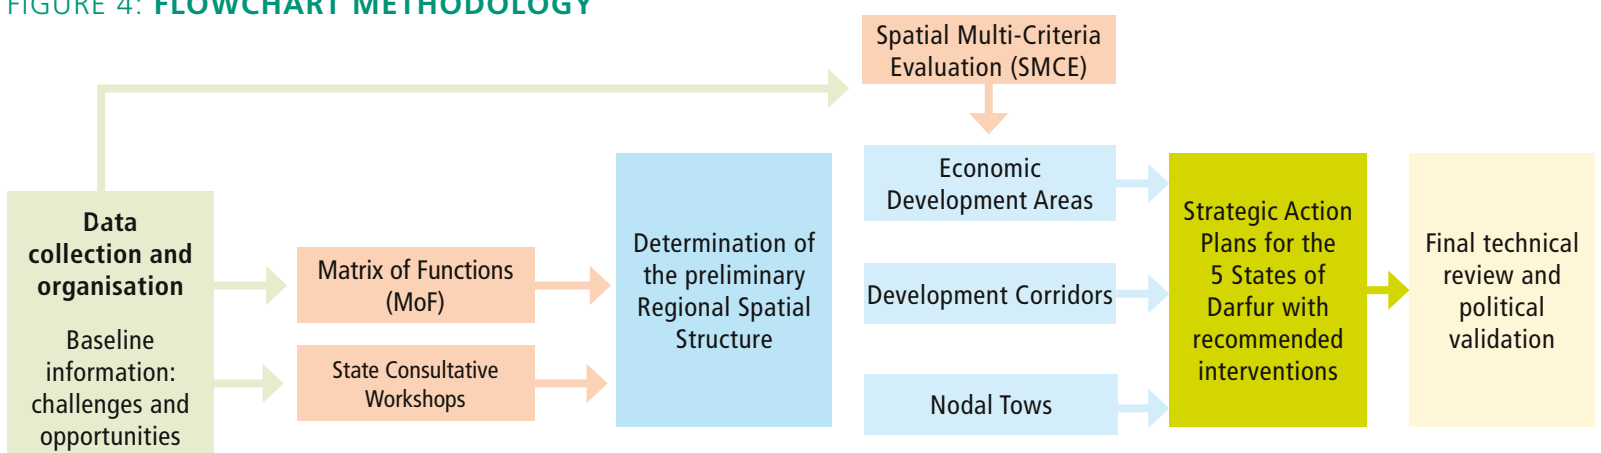 FIGURE 4: FLOWCHART METHODOLOGY
Data
collection and
organisation
Baseline
information:
challenges and
opportunities
Matrix of Functions
(MoF)
State Consultative
Workshops
Determination of
the preliminary
Regional Spatial
Structure
Spatial Multi-Criteria
Evaluation (SMCE)
Economic
Development Areas
Development Corridors
Nodal Tows
Strategic Action
Plans for the
5 States of
Darfur with
recommended
interventions
Final technical
review and
political
validation